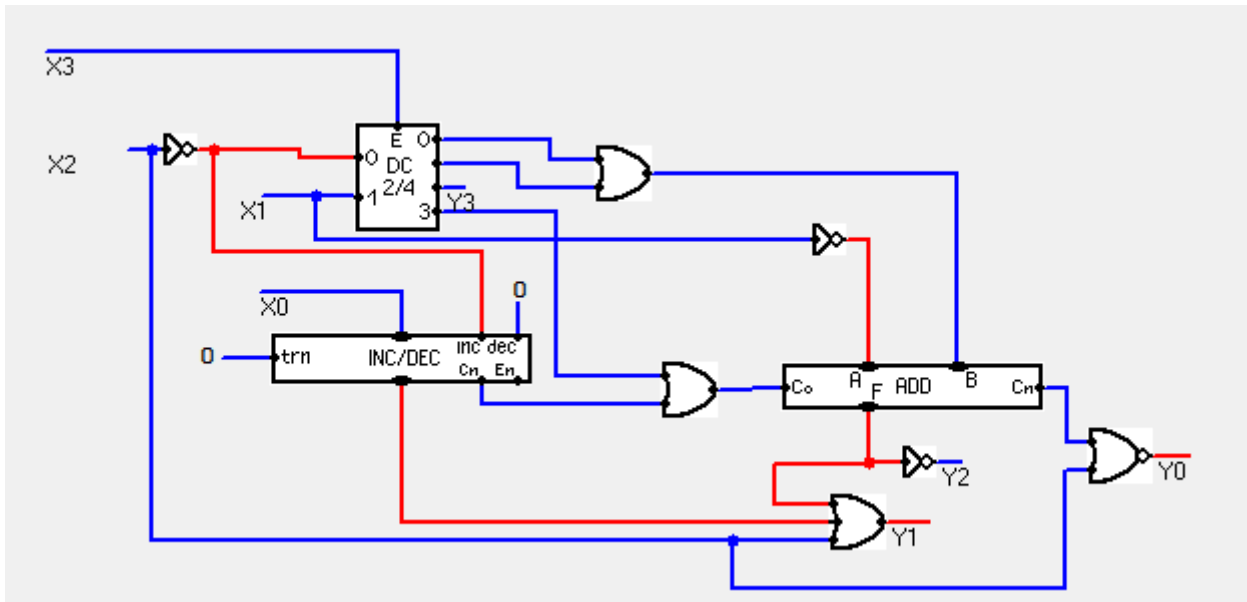 X3
E 0
X2
0
DC
2/4
X1
1
Y3
3
X0
0
inc dec
0
trn
INC/DEC
Cn En
A
B
Co
F
ADD
Cn
Y2
Y0
Y1